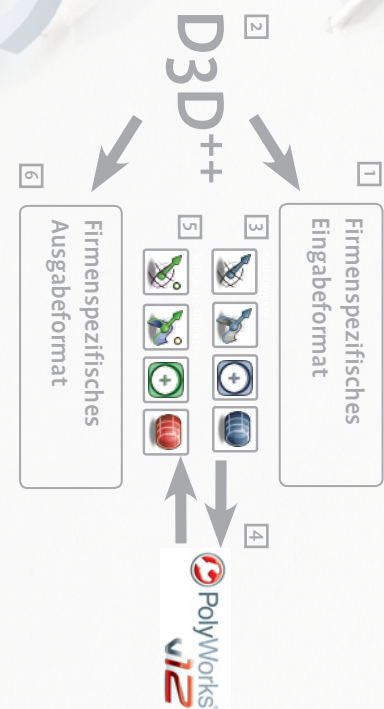 1
Firmenspezifisches
Eingabeformat
2
D3D++
3
4
PolyWorks®
V12
5
6
Firmenspezifisches
Ausgabeformat